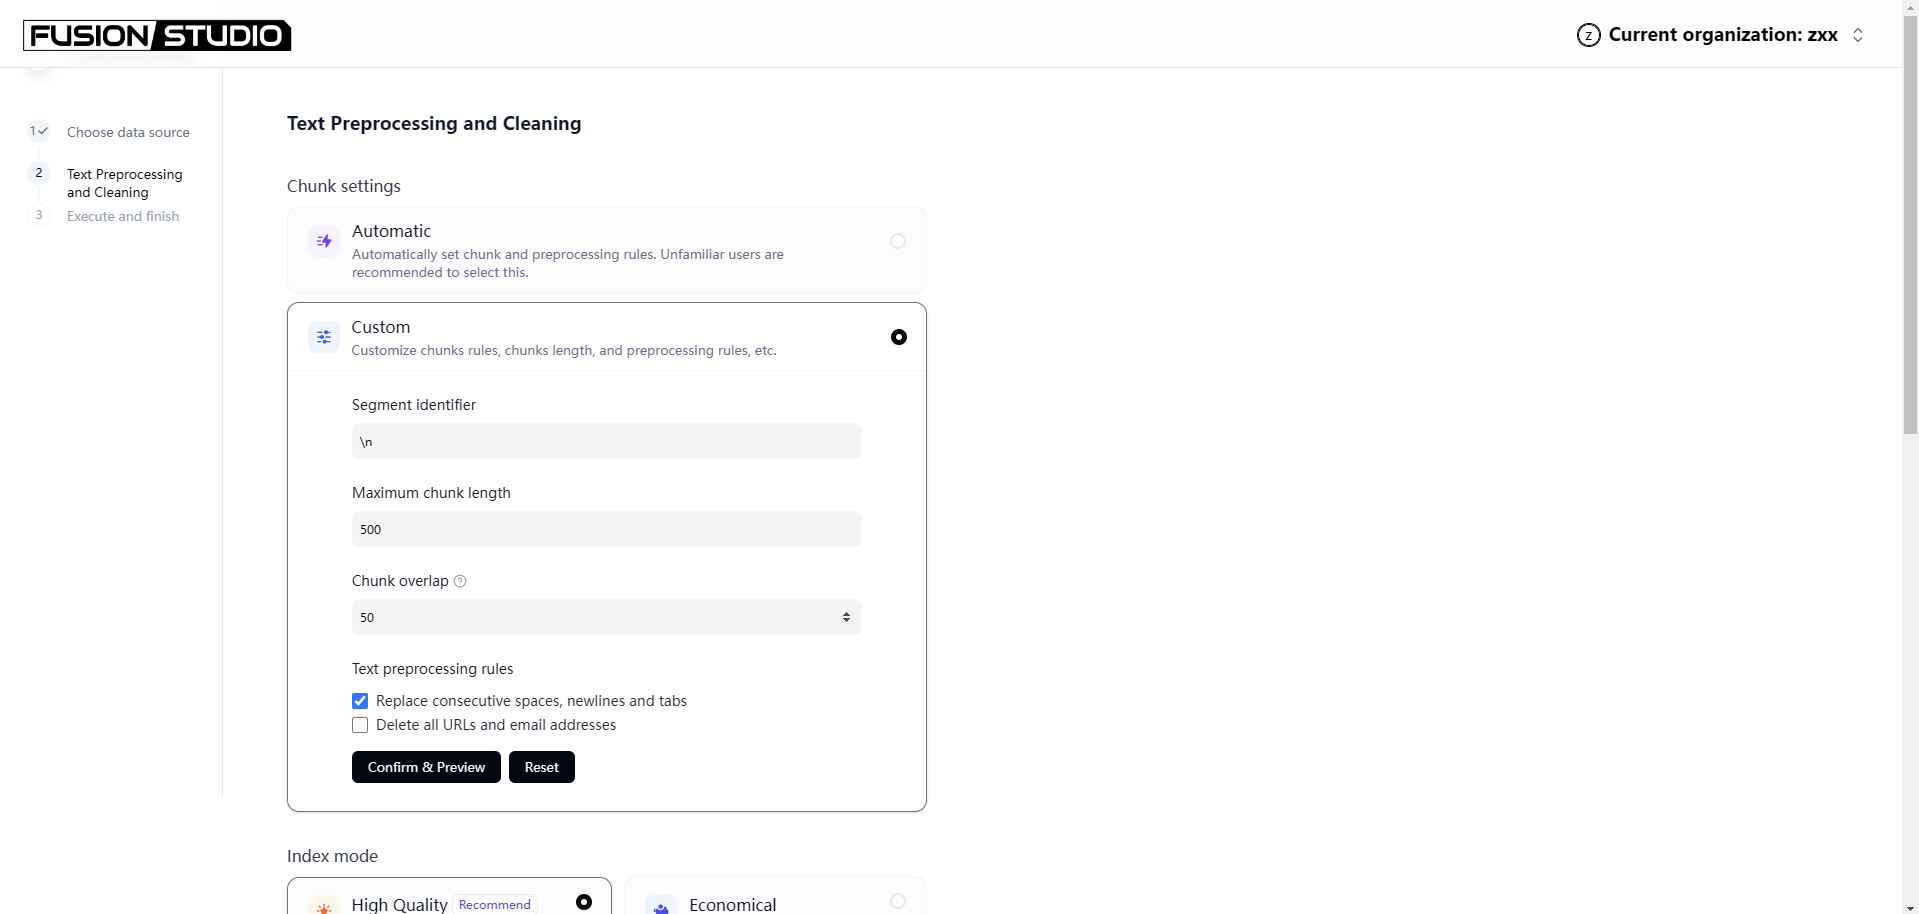 FUSION STUDIO
z Current organization: zxx
1 Choose data source
2 Text Preprocessing
and Cleaning
3 Execute and finish
Text Preprocessing and Cleaning
Chunk settings
Automatic
Automatically set chunk and preprocessing rules. Unfamiliar users are
recommended to select this.
Custom
Customize chunks rules, chunks length, and preprocessing rules, etc.
Segment identifier
\n
Maximum chunk length
500
Chunk overlap ?
50
Text preprocessing rules
Replace consecutive spaces, newlines and tabs
Delete all URLs and email addresses
Confirm & Preview Reset
Index mode
High Quality Recommend Economical